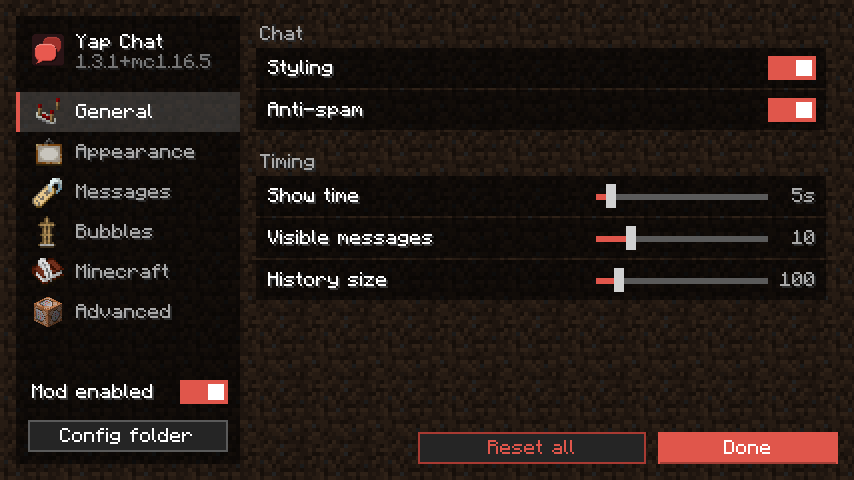 Yap Chat
1.3.1+mc1.16.5
General
Appearance
Messages
Bubbles
Minecraft
Advanced
Mod enabled
Config folder
Chat
Styling
Anti-spam
Timing
Show time 5s
Visible messages 10
History size 100
Reset all
Done